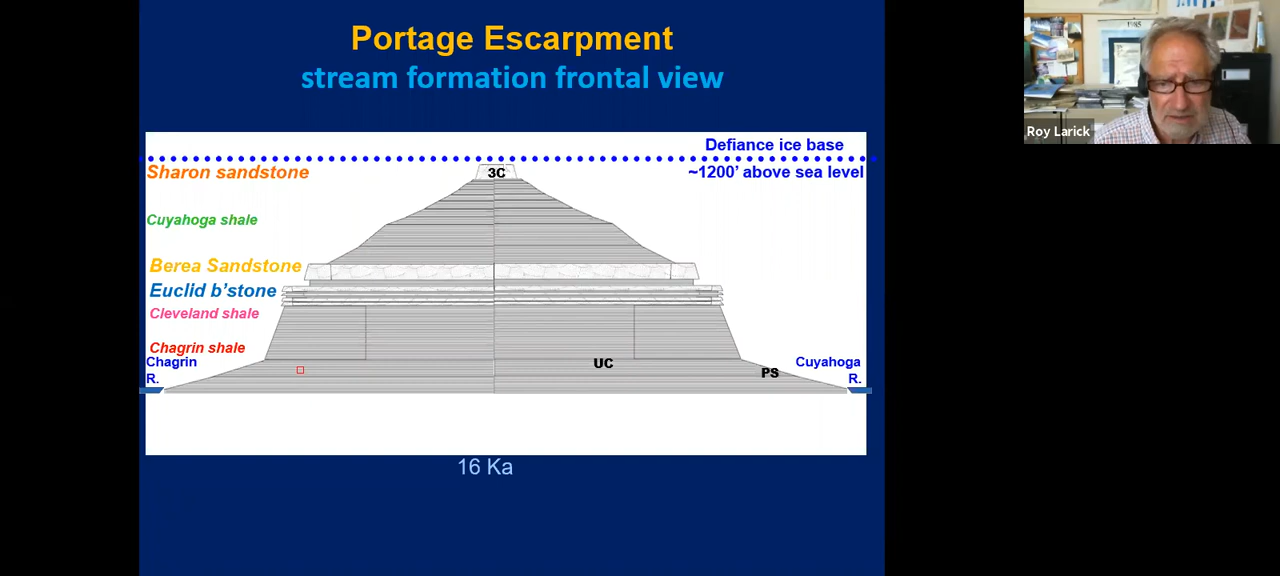 Portage Escarpment
stream formation frontal view
Defiance ice base
Sharon sandstone
3C
~1200' above sea level
Cuyahoga shale
Berea Sandstone
Euclid b'stone
Cleveland shale
Chagrin shale
Chagrin
R.
UC
PS
Cuyahoga
R.
16 Ka
1985
Roy Larick